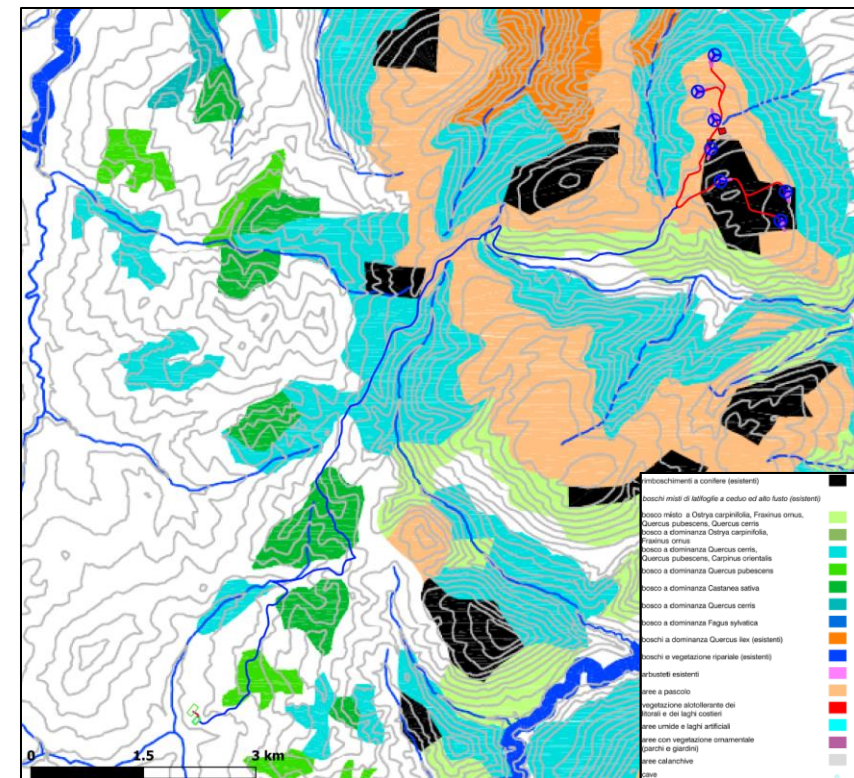 rimboschimenti a conifere (esistenti)
boschi misti di latifoglie a ceduo od alto fusto (esistenti)
bosco misto a Ostrya carpinifolia, Fraxinus ornus,
Quercus pubescens, Quercus cerris
bosco a dominanza Ostrya carpinifolia,
Fraxinus ornus
bosco a dominanza Quercus cerris,
Quercus pubescens, Carpinus orientalis
bosco a dominanza Quercus pubescens
bosco a dominanza Castanea sativa
bosco a dominanza Quercus cerris
bosco a dominanza Fagus sylvatica
boschi a dominanza Quercus ilex (esistenti)
boschi e vegetazione ripariale (esistenti)
arbusteti esistenti
aree a pascolo
vegetazione alotollerante dei
litorali e dei laghi costieri
aree umide e laghi artificiali
aree con vegetazione ornamentale
(parchi e giardini)
aree calanchive
cave
0 1.5 3 km